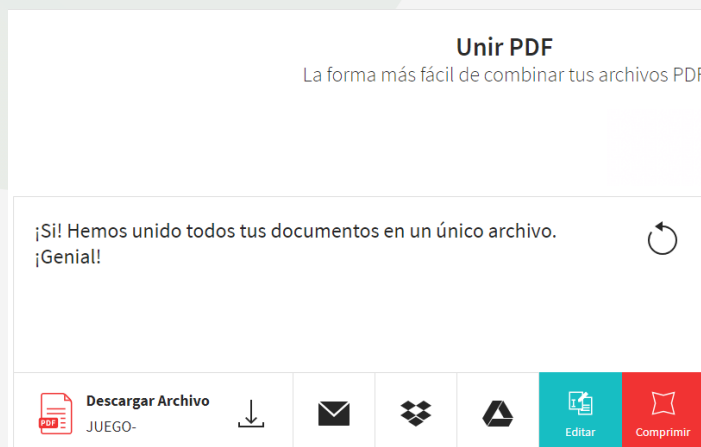 Unir PDF
La forma más fácil de combinar tus archivos PDF
¡Si! Hemos unido todos tus documentos en un único archivo.
¡Genial!
Descargar Archivo
JUEGO-
PDF
Editar
Comprimir